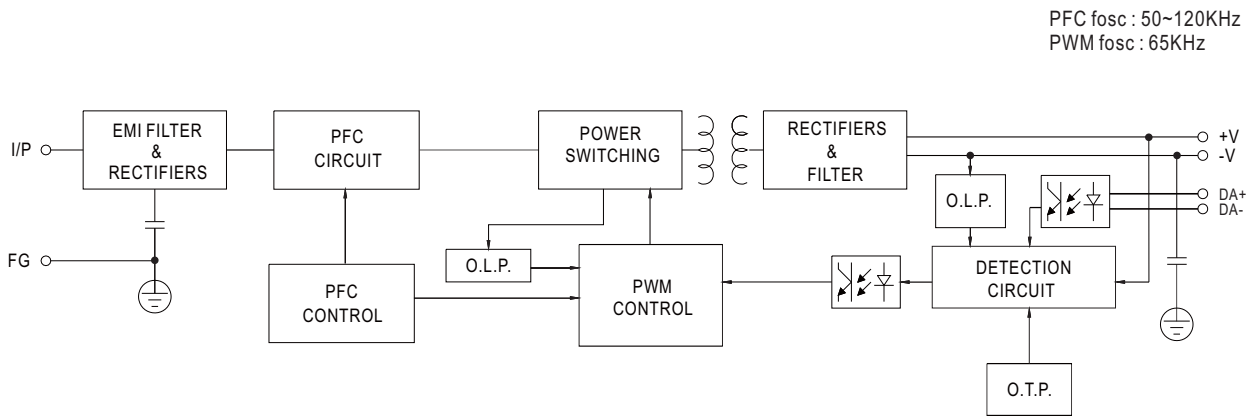 PFC fosc : 50~120KHz
PWM fosc : 65KHz
I/P
EMI FILTER
&
RECTIFIERS
PFC
CIRCUIT
POWER
SWITCHING
RECTIFIERS
&
FILTER
+V
-V
DA+
DA-
O.L.P.
FG
O.L.P.
PFC
CONTROL
PWM
CONTROL
DETECTION
CIRCUIT
O.T.P.